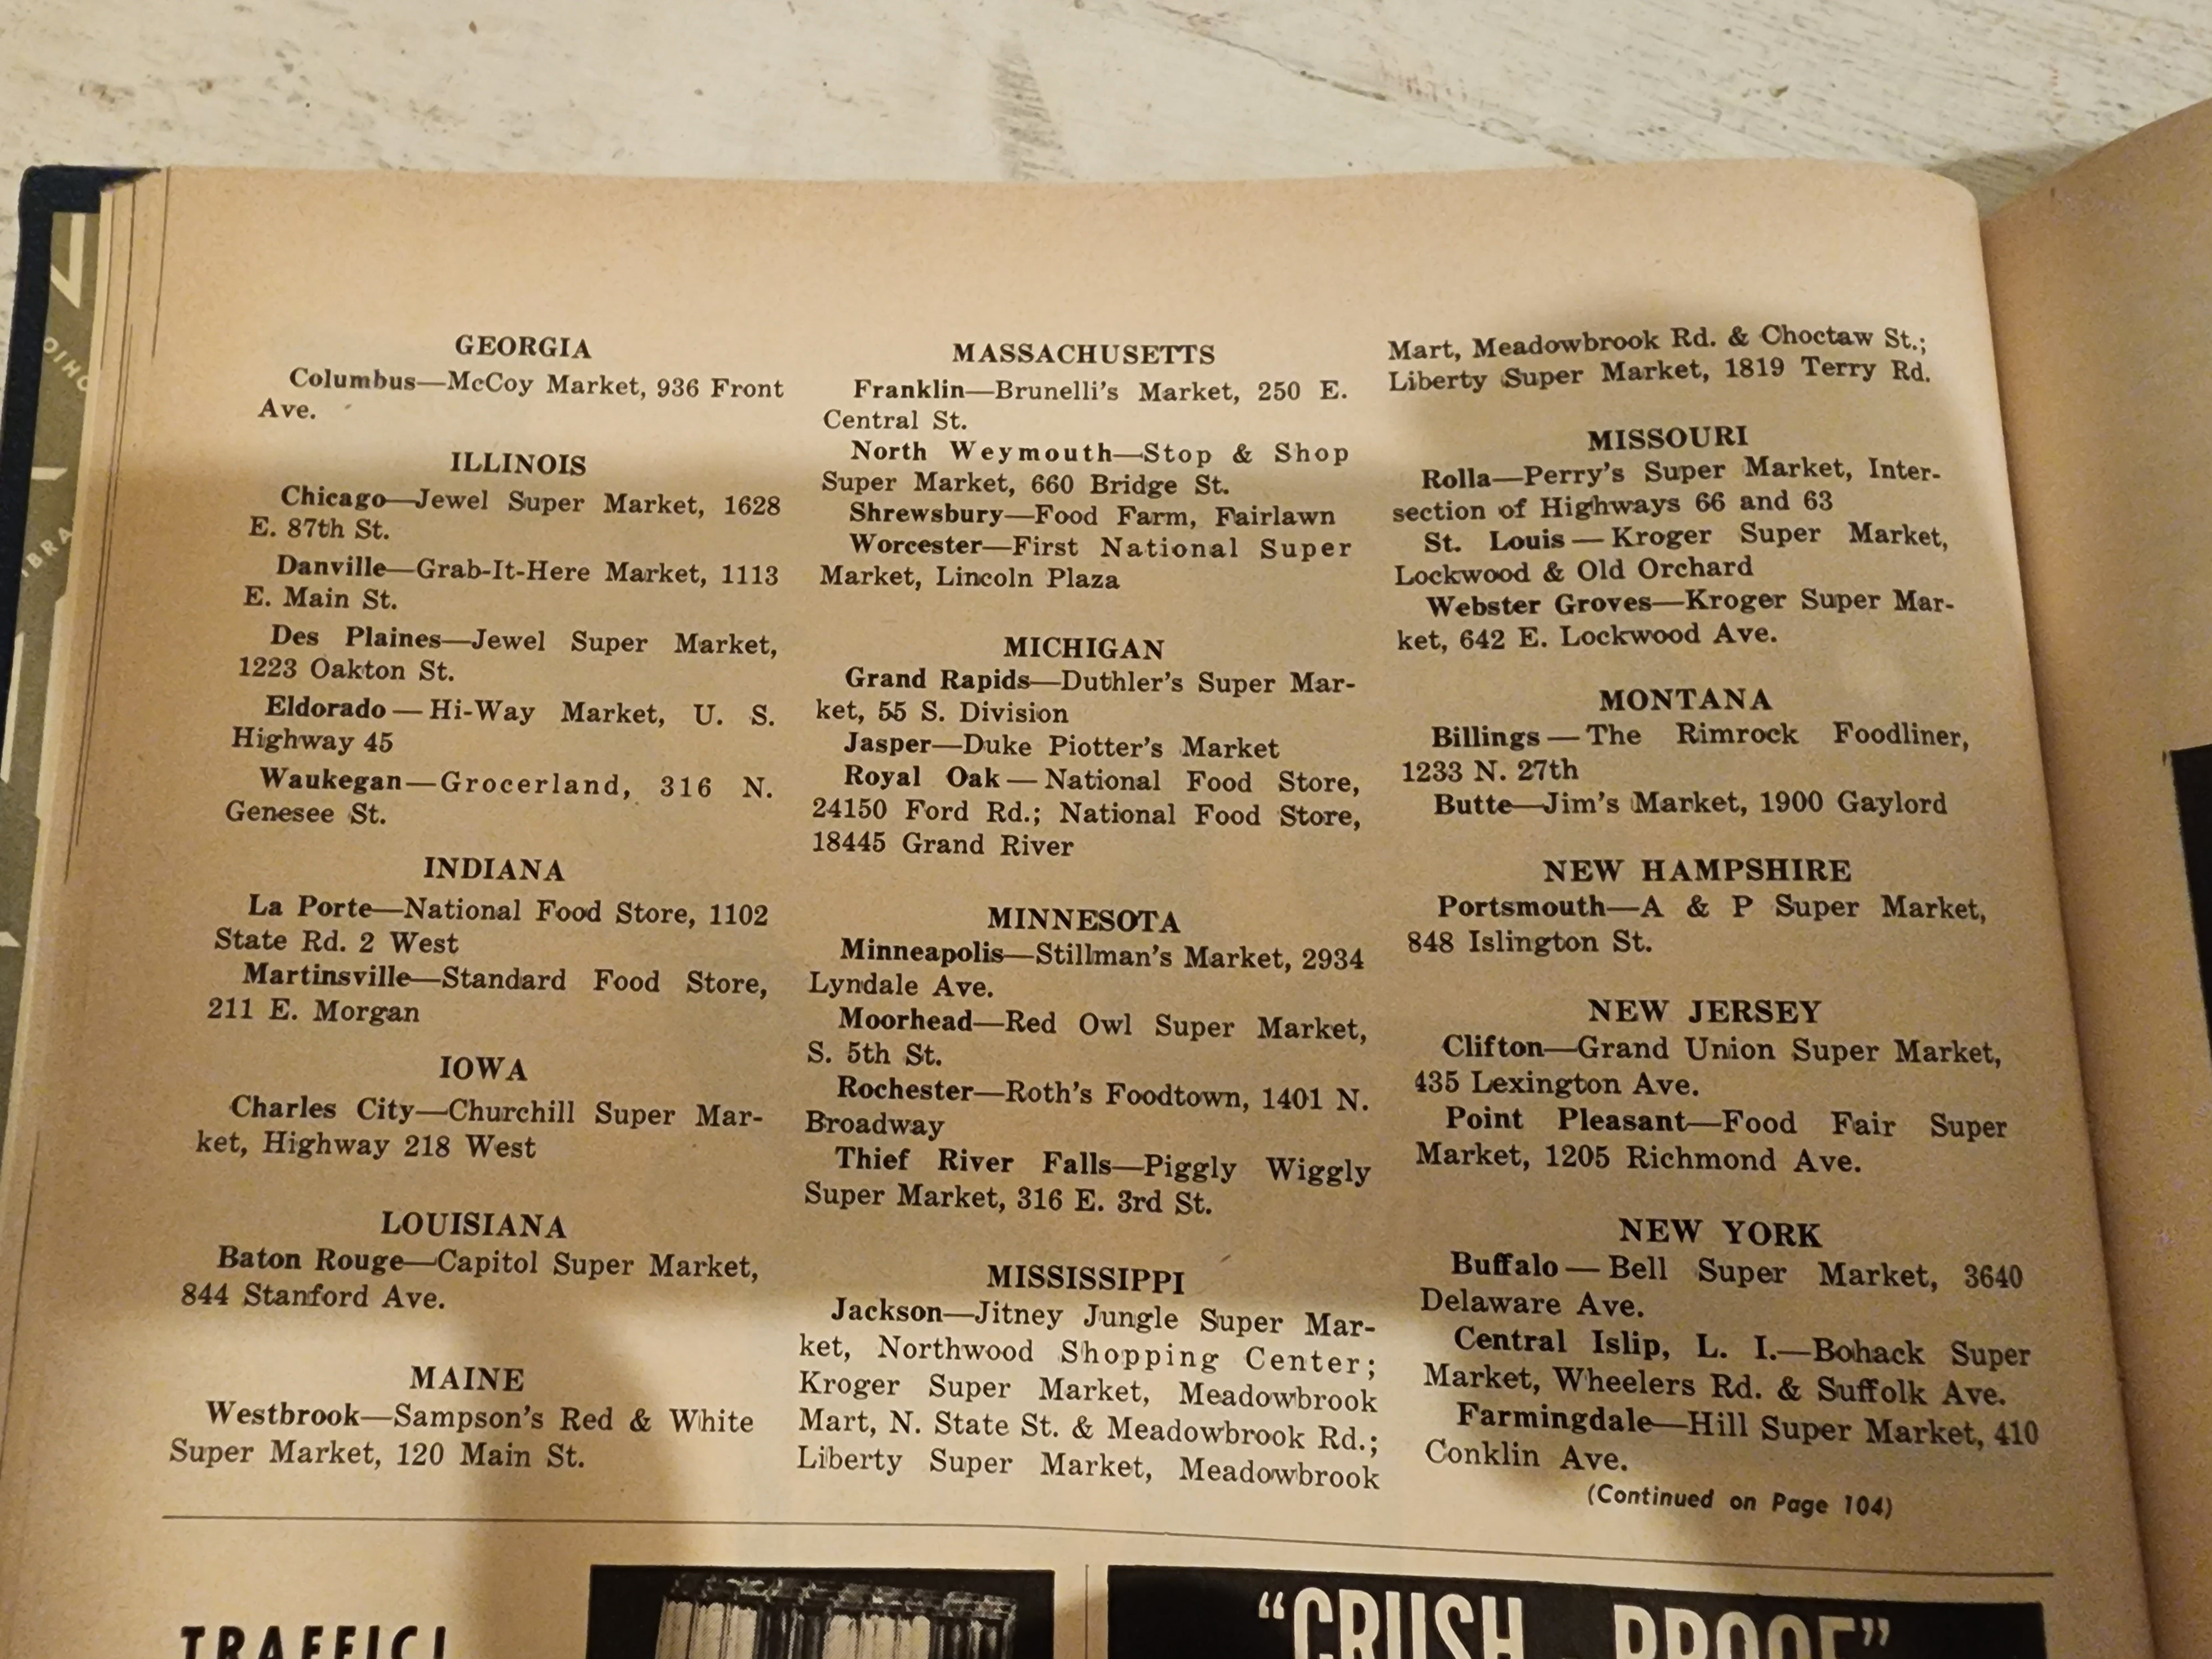 GEORGIA
Columbus—McCoy Market, 936 Front
Ave.
ILLINOIS
Chicago—Jewel Super Market, 1628
E. 87th St.
Danville—Grab-It-Here Market, 1113
E. Main St.
Des Plaines—Jewel Super Market,
1223 Oakton St.
Eldorado—Hi-Way Market, U. S.
Highway 45
Waukegan—Grocerland, 316 N.
Genesee St.
INDIANA
La Porte—National Food Store, 1102
State Rd. 2 West
Martinsville—Standard Food Store,
211 E. Morgan
IOWA
Charles City—Churchill Super Mar-
ket, Highway 218 West
LOUISIANA
Baton Rouge—Capitol Super Market,
844 Stanford Ave.
MAINE
Westbrook—Sampson's Red & White
Super Market, 120 Main St.
MASSACHUSETTS
Franklin—Brunelli's Market, 250 E.
Central St.
North Weymouth—Stop & Shop
Super Market, 660 Bridge St.
Shrewsbury—Food Farm, Fairlawn
Worcester—First National Super
Market, Lincoln Plaza
MICHIGAN
Grand Rapids—Duthler's Super Mar-
ket, 55 S. Division
Jasper—Duke Piotter's Market
Royal Oak—National Food Store,
24150 Ford Rd.; National Food Store,
18445 Grand River
MINNESOTA
Minneapolis—Stillman's Market, 2934
Lyndale Ave.
Moorhead—Red Owl Super Market,
S. 5th St.
Rochester—Roth's Foodtown, 1401 N.
Broadway
Thief River Falls—Piggly Wiggly
Super Market, 316 E. 3rd St.
MISSISSIPPI
Jackson—Jitney Jungle Super Mar-
ket, Northwood Shopping Center;
Kroger Super Market, Meadowbrook
Mart, N. State St. & Meadowbrook Rd.;
Liberty Super Market, Meadowbrook
Mart, Meadowbrook Rd. & Choctaw St.;
Liberty Super Market, 1819 Terry Rd.
MISSOURI
Rolla—Perry's Super Market, Inter-
section of Highways 66 and 63
St. Louis—Kroger Super Market,
Lockwood & Old Orchard
Webster Groves—Kroger Super Mar-
ket, 642 E. Lockwood Ave.
MONTANA
Billings—The Rimrock Foodliner,
1233 N. 27th
Butte—Jim's Market, 1900 Gaylord
NEW HAMPSHIRE
Portsmouth—A & P Super Market,
848 Islington St.
NEW JERSEY
Clifton—Grand Union Super Market,
435 Lexington Ave.
Point Pleasant—Food Fair Super
Market, 1205 Richmond Ave.
NEW YORK
Buffalo—Bell Super Market, 3640
Delaware Ave.
Central Islip, L. I.—Bohack Super
Market, Wheelers Rd. & Suffolk Ave.
Farmingdale—Hill Super Market, 410
Conklin Ave.
(Continued on Page 104)
TRAFFIC!
"CRUSH - PROOF"
OHIO